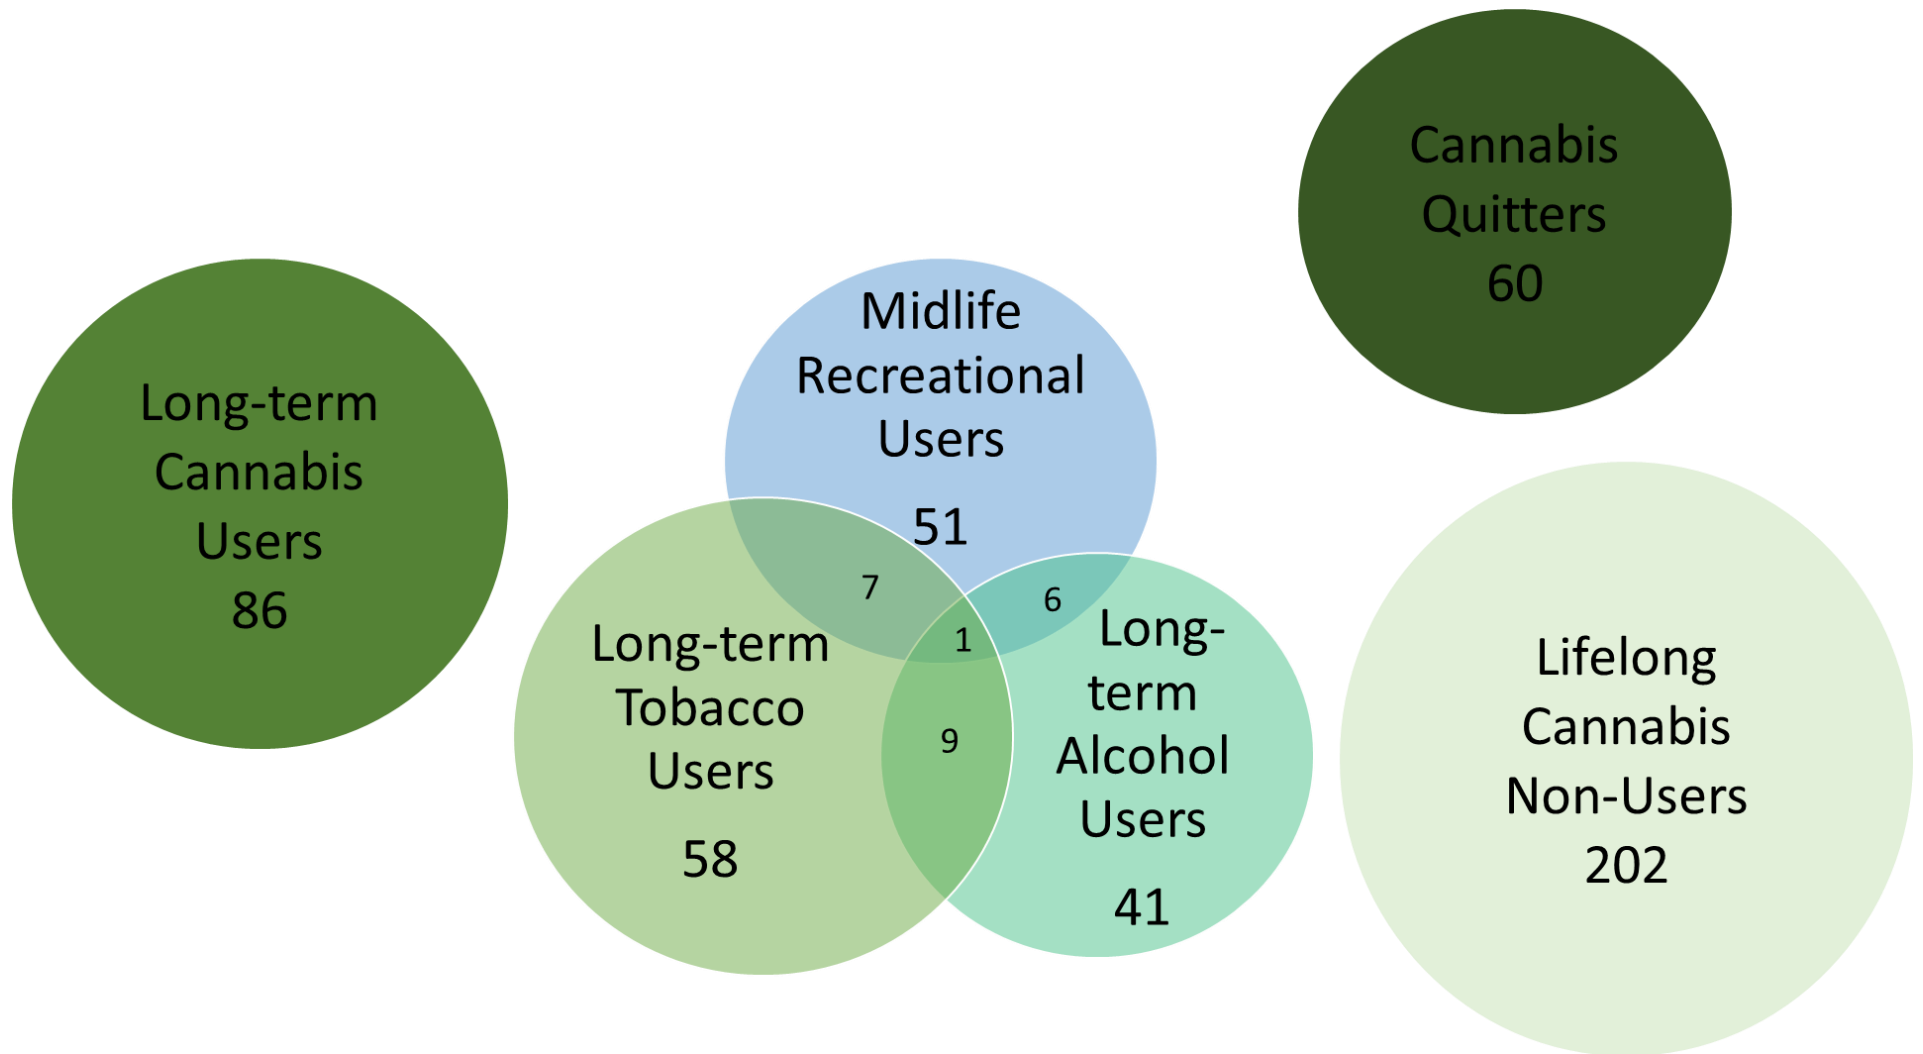 Cannabis
Quitters
60
Long-term
Cannabis
Users
86
Midlife
Recreational
Users
51
7
6
1
9
Long-term
Tobacco
Users
58
Long-
term
Alcohol
Users
41
Lifelong
Cannabis
Non-Users
202